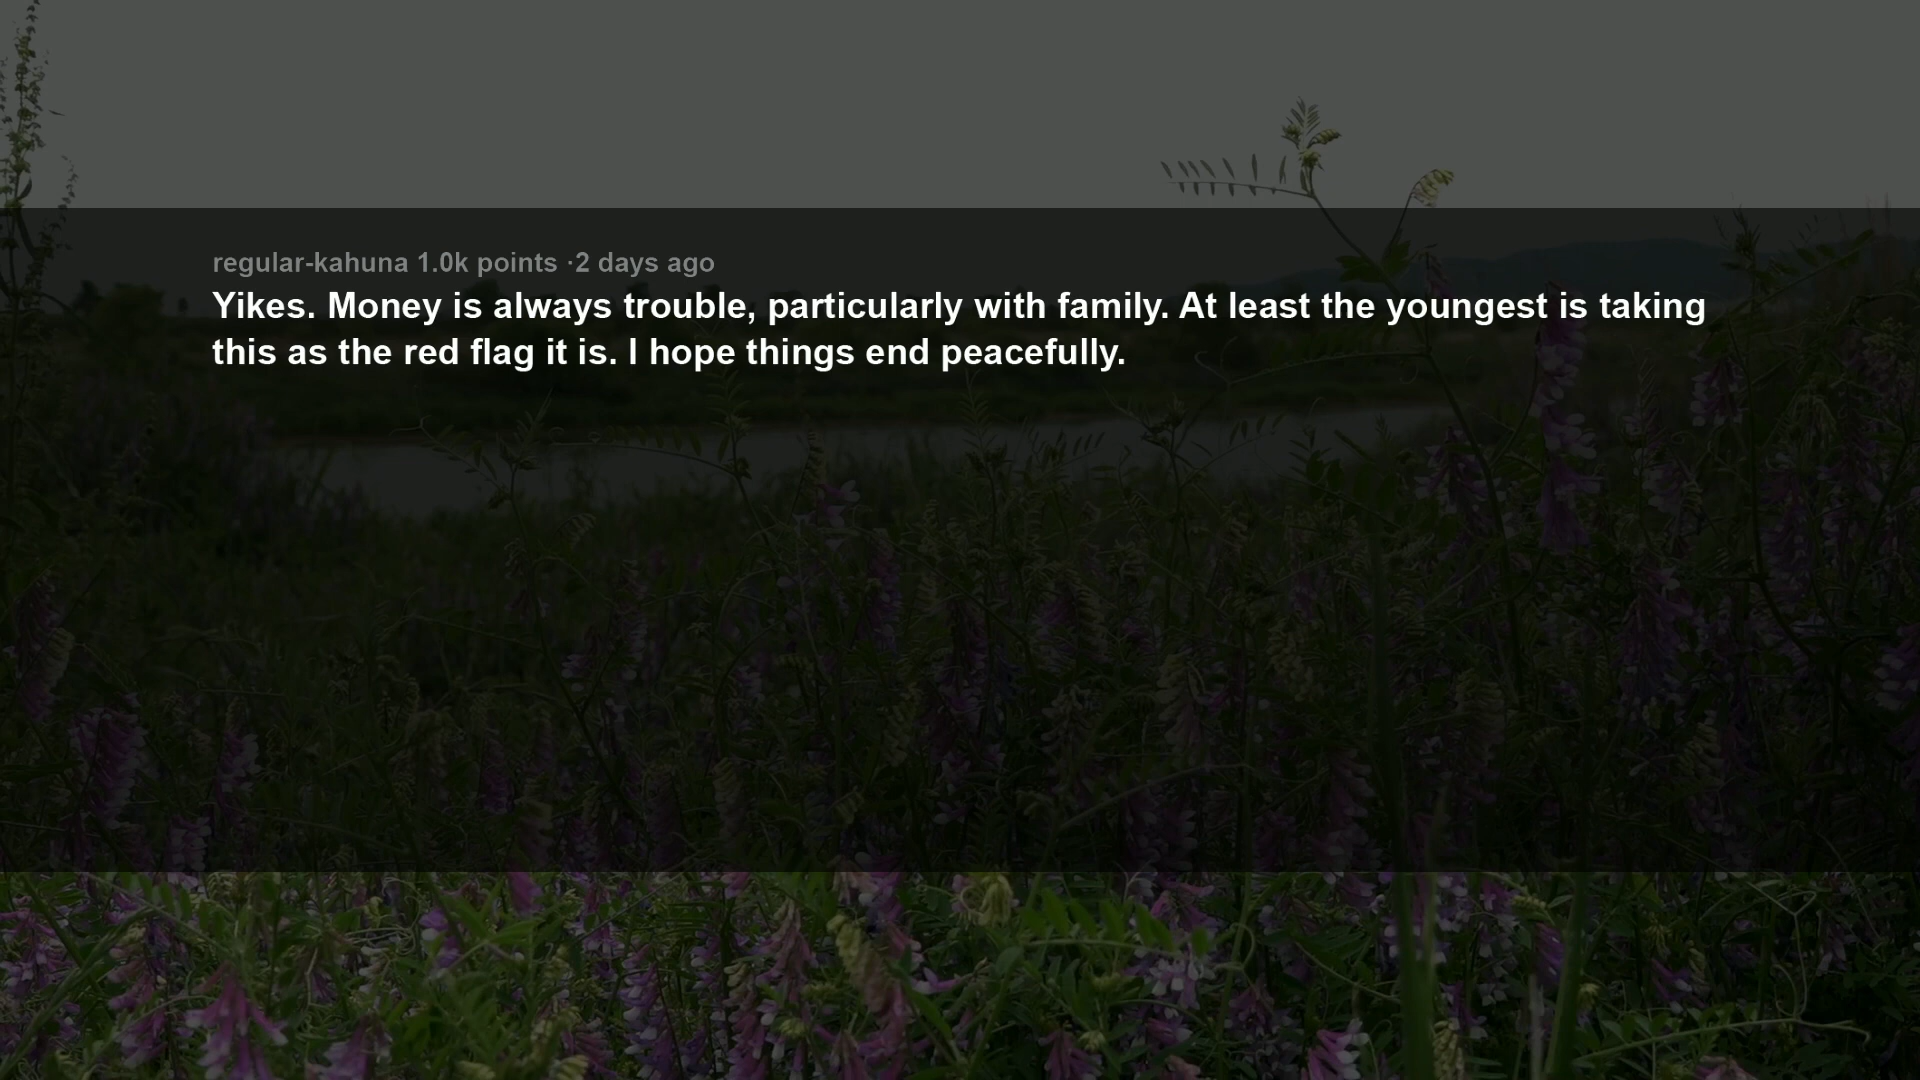 regular-kahuna 1.0k points ·2 days ago
Yikes. Money is always trouble, particularly with family. At least the youngest is taking
this as the red flag it is. I hope things end peacefully.